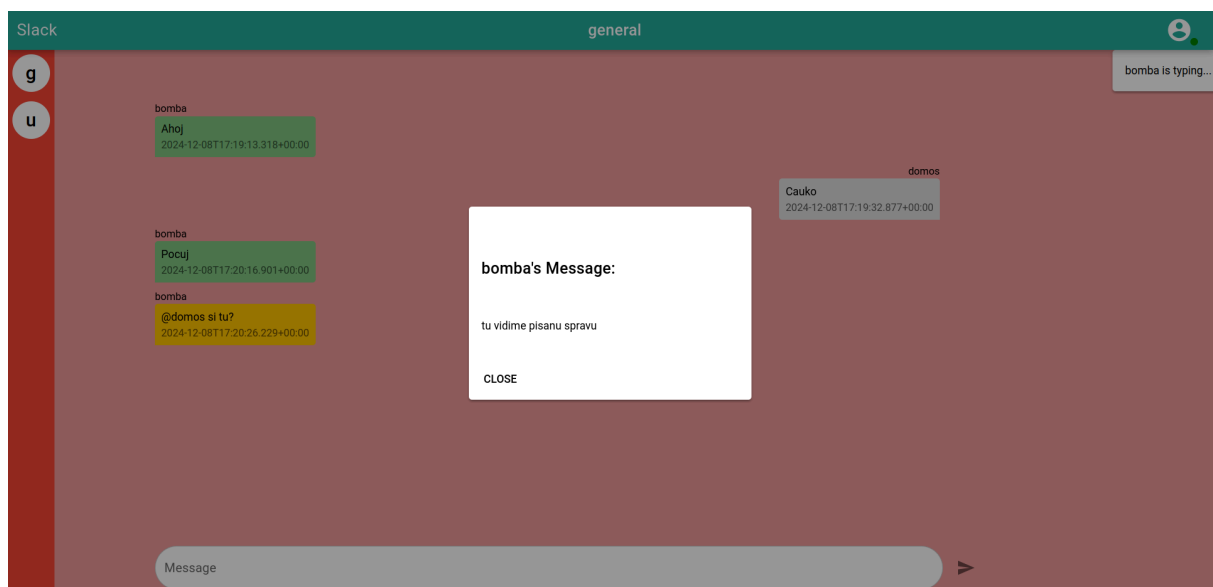 Slack
general
bomba is typing...
g
u
bomba
Ahoj
2024-12-08T17:19:13.318+00:00
domos
Cauko
2024-12-08T17:19:32.877+00:00
bomba
Pocuj
2024-12-08T17:20:16.901+00:00
bomba
@domos si tu?
2024-12-08T17:20:26.229+00:00
bomba's Message:
tu vidime pisanu spravu
CLOSE
Message